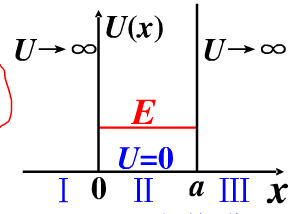 U(x)
U→∞ U→∞
E
U=0
I 0 II a III x